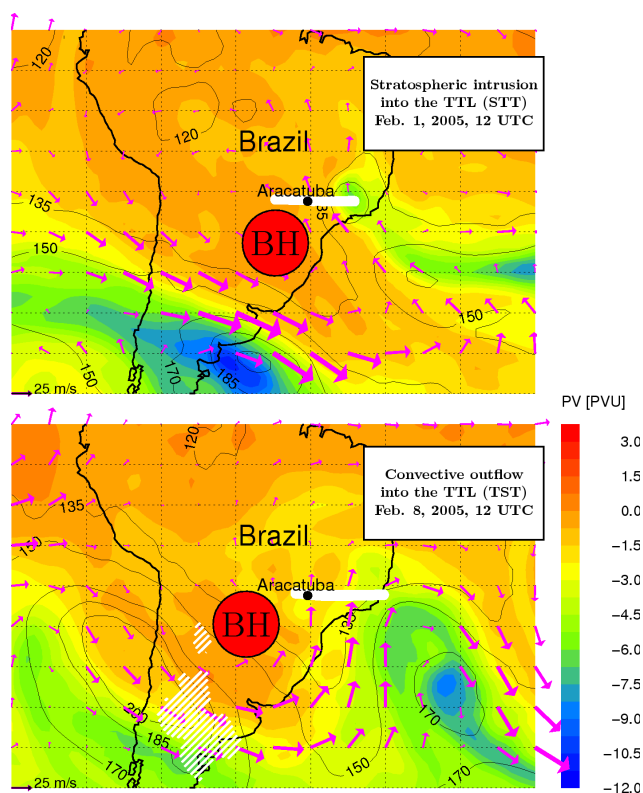 120
Stratospheric intrusion
into the TTL (STT)
Feb. 1, 2005, 12 UTC
120
Brazil
Aracatuba
135
135
BH
150
150
150
170
185
25 m/s
PV [PVU]
120
3.0
Convective outflow
into the TTL (TST)
Feb. 8, 2005, 12 UTC
1.5
135
0.0
Brazil
150
−1.5
Aracatuba
−3.0
BH
135
−4.5
−6.0
−7.5
200
170
−9.0
185
150
−10.5
170
170
25 m/s
−12.0